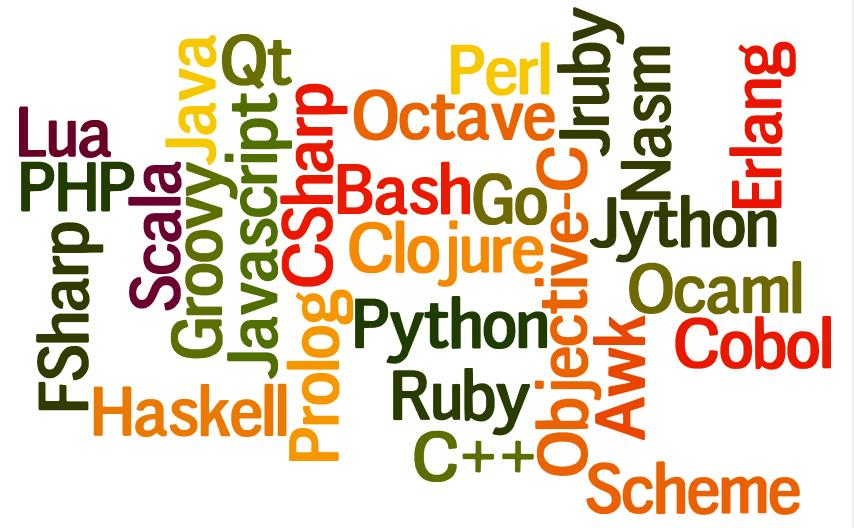 Java
Qt
Perl
Jruby
Nasm
Erlang
Lua
Octave
PHP
Scala
Groovy
Javascript
CSharp
Bash
Go
Objective-C
Jython
FSharp
Clojure
Ocaml
Prolog
Python
Awk
Cobol
Haskell
Ruby
C++
Scheme